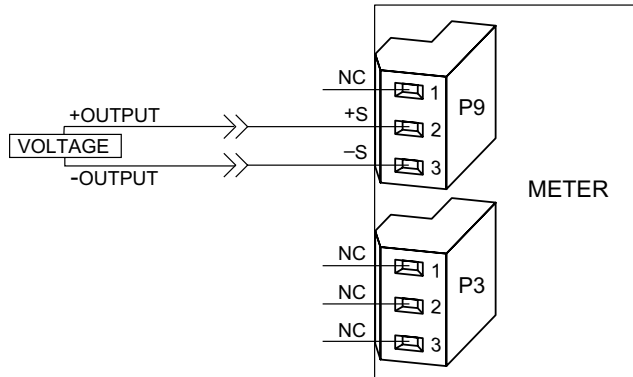 NC
1
P9
+OUTPUT
+S
2
VOLTAGE
–S
3
-OUTPUT
METER
NC
1
P3
NC
2
NC
3